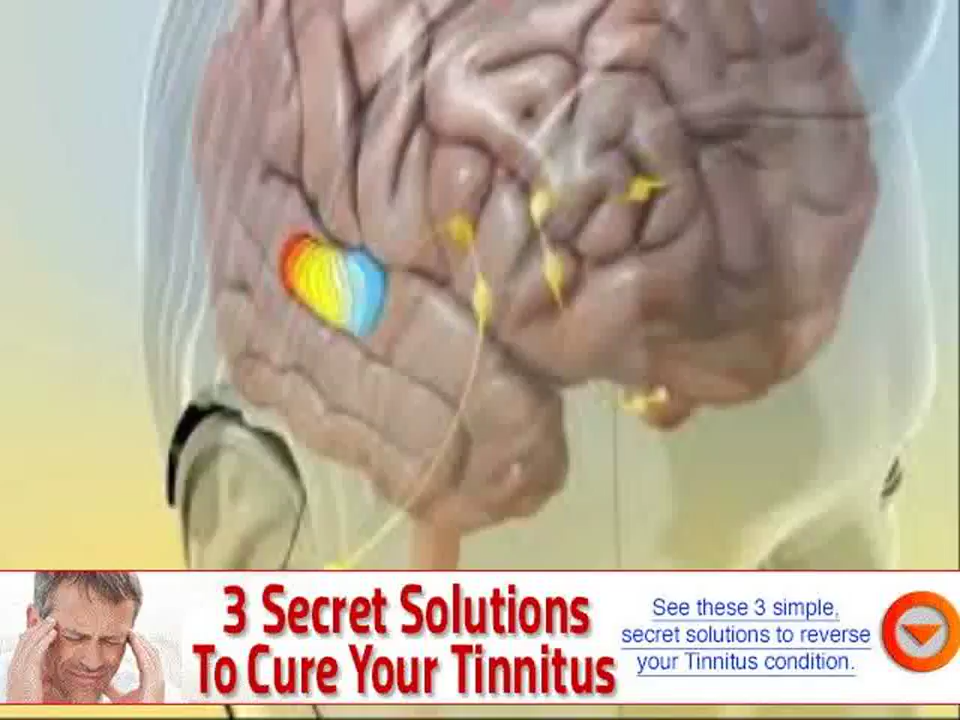 3 Secret Solutions
To Cure Your Tinnitus
See these 3 simple,
secret solutions to reverse
your Tinnitus condition.